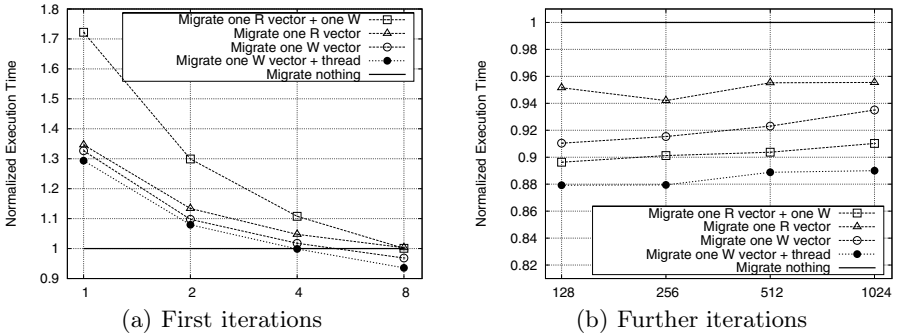 Normalized Execution Time
1.8
1.7
1.6
1.5
1.4
1.3
1.2
1.1
1
0.9
1
2
4
8
Migrate one R vector + one W
Migrate one R vector
Migrate one W vector
Migrate one W vector + thread
Migrate nothing
(a) First iterations
Normalized Execution Time
1
0.98
0.96
0.94
0.92
0.9
0.88
0.86
0.84
0.82
128
256
512
1024
Migrate one R vector + one W
Migrate one R vector
Migrate one W vector
Migrate one W vector + thread
Migrate nothing
(b) Further iterations